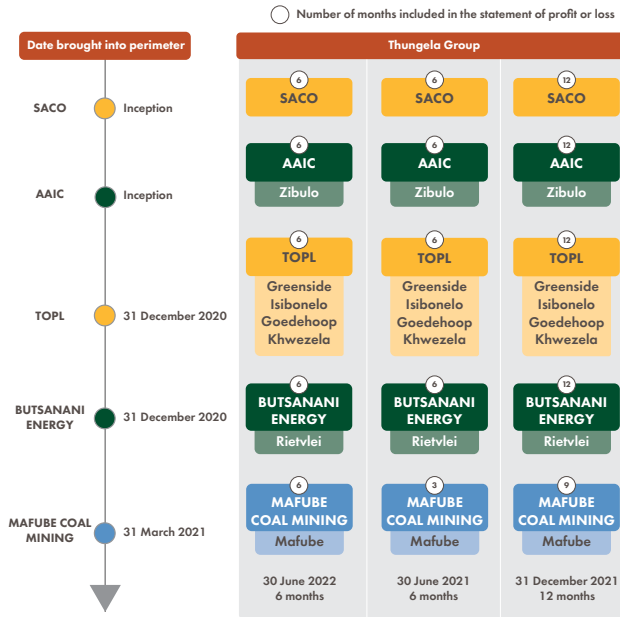 Number of months included in the statement of profit or loss
Date brought into perimeter
Thungela Group
SACO
Inception
6
SACO
6
SACO
12
SACO
AAIC
Inception
6
AAIC
Zibulo
6
AAIC
Zibulo
12
AAIC
Zibulo
TOPL
31 December 2020
6
TOPL
Greenside
Isibonelo
Goedehoop
Khwezela
6
TOPL
Greenside
Isibonelo
Goedehoop
Khwezela
12
TOPL
Greenside
Isibonelo
Goedehoop
Khwezela
BUTSANANI
ENERGY
31 December 2020
6
BUTSANANI
ENERGY
Rietvlei
6
BUTSANANI
ENERGY
Rietvlei
12
BUTSANANI
ENERGY
Rietvlei
MAFUBE COAL
MINING
31 March 2021
6
MAFUBE
COAL MINING
Mafube
3
MAFUBE
COAL MINING
Mafube
9
MAFUBE
COAL MINING
Mafube
30 June 2022
6 months
30 June 2021
6 months
31 December 2021
12 months